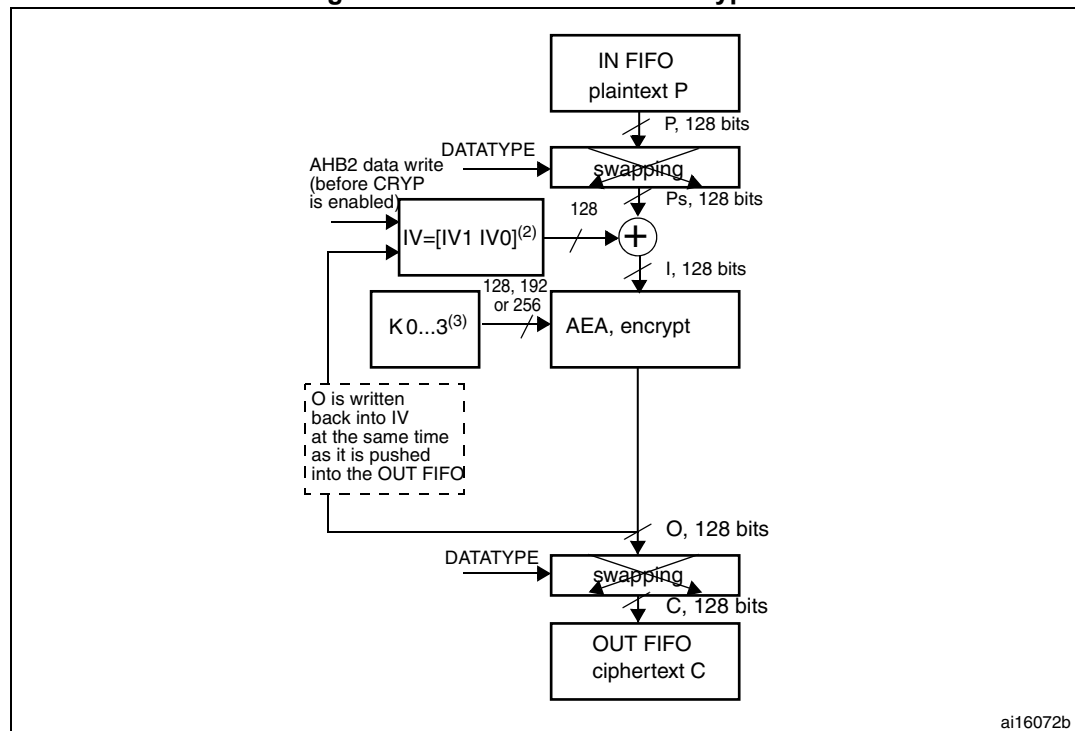 IN FIFO
plaintext P
P, 128 bits
DATATYPE
swapping
AHB2 data write
(before CRYP
is enabled)
Ps, 128 bits
128
IV=[IV1 IV0](2)
+
I, 128 bits
128, 192
or 256
K 0...3(3)
AEA, encrypt
O is written
back into IV
at the same time
as it is pushed
into the OUT FIFO
O, 128 bits
DATATYPE
swapping
C, 128 bits
OUT FIFO
ciphertext C
ai16072b